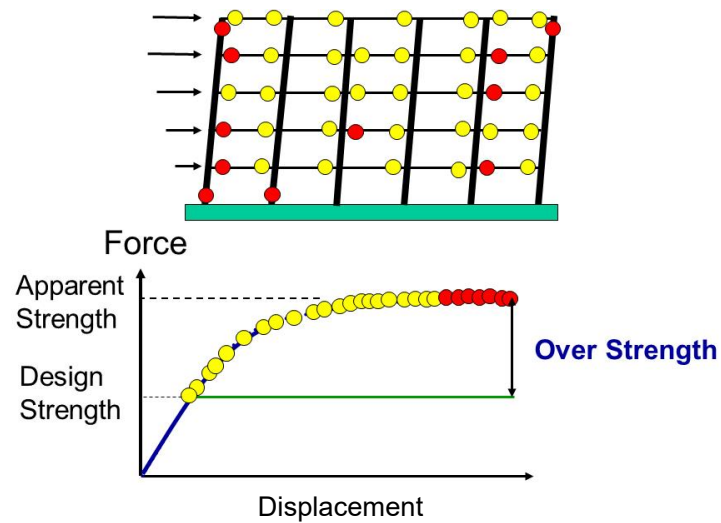 Force
Apparent
Strength
Over Strength
Design
Strength
Displacement